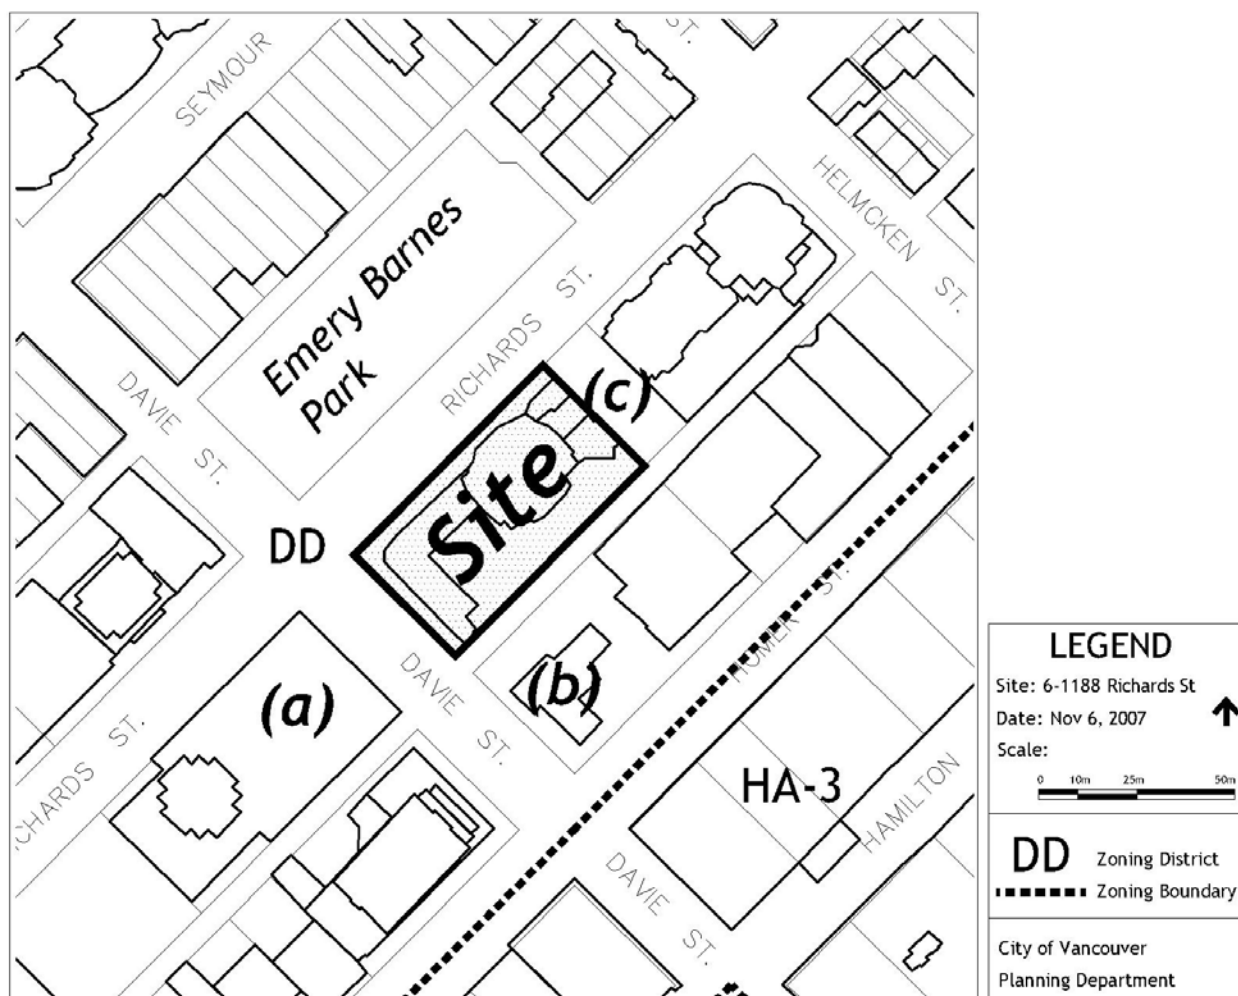 SEYMOUR
ST.
HELMCKEN
ST.
Emery Barnes
Park
RICHARDS ST.
DAVIE ST.
(c)
Site
DD
(a)
DAVIE ST.
(b)
HOMER ST.
HA-3
HAMILTON
CHARDS ST.
DAVIE ST.
LEGEND
Site: 6-1188 Richards St
Date: Nov 6, 2007
Scale:
0 10m 25m 50m
DD Zoning District
Zoning Boundary
City of Vancouver
Planning Department